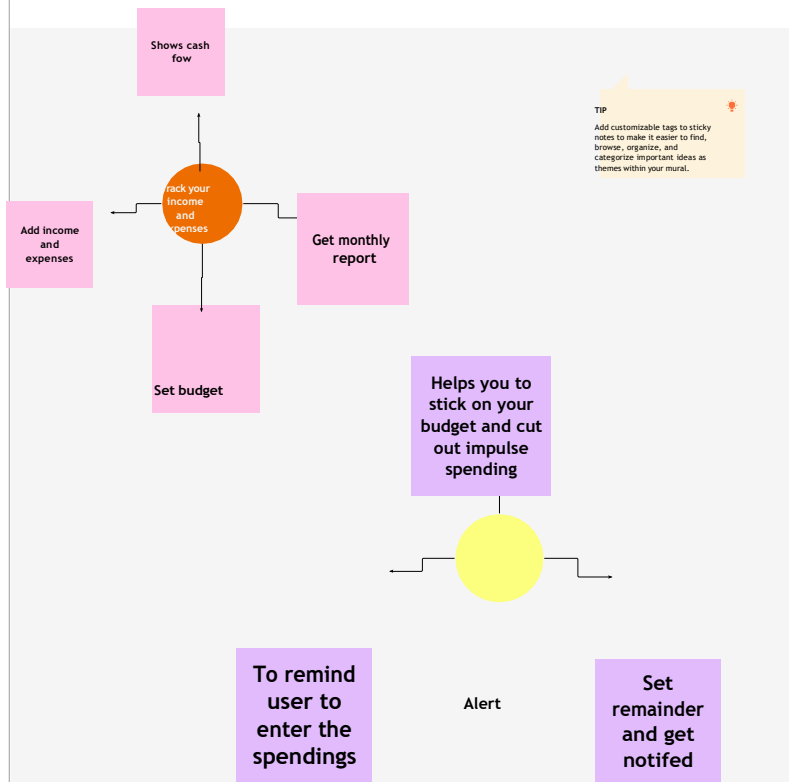 Shows cash
fow
TIP
Add customizable tags to sticky
notes to make it easier to find,
browse, organize, and
categorize important ideas as
themes within your mural.
rack your
income
and
xpenses
Add income
and
expenses
Get monthly
report
Set budget
Helps you to
stick on your
budget and cut
out impulse
spending
To remind
user to
enter the
spendings
Alert
Set
remainder
and get
notifed